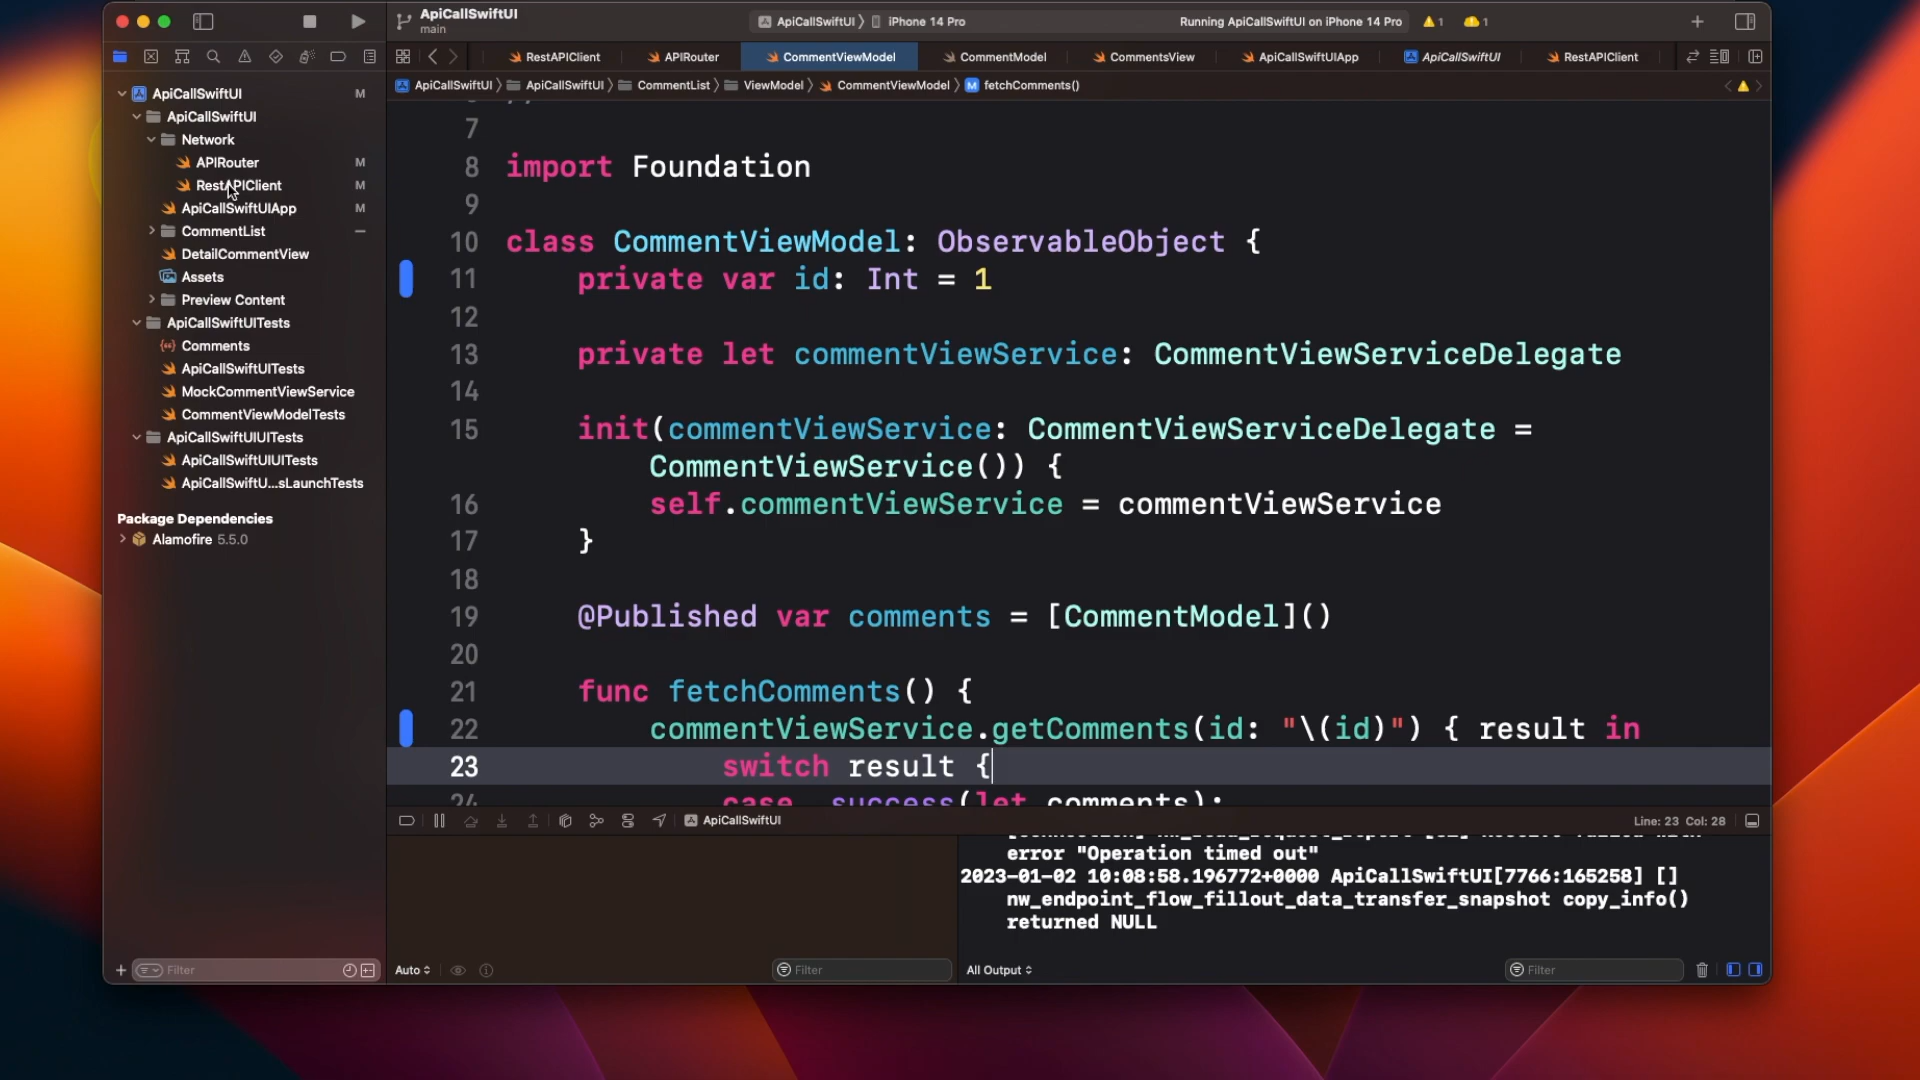 ApiCallSwiftUI
main
ApiCallSwiftUI 〉 iPhone 14 Pro
Running ApiCallSwiftUI on iPhone 14 Pro 1 1
RestAPIClient APIRouter CommentViewModel CommentModel CommentsView ApiCallSwiftUIApp ApiCallSwiftUI RestAPIClient
ApiCallSwiftUI 〉 ApiCallSwiftUI 〉 CommentList 〉 ViewModel 〉 CommentViewModel 〉 M fetchComments()
ApiCallSwiftUI M
ApiCallSwiftUI
Network
APIRouter M
RestAPIClient M
ApiCallSwiftUIApp M
CommentList
DetailCommentView
Assets
Preview Content
ApiCallSwiftUITests
Comments
ApiCallSwiftUITests
MockCommentViewService
CommentViewModelTests
ApiCallSwiftUIUITests
ApiCallSwiftUIUITests
ApiCallSwiftU...sLaunchTests
Package Dependencies
Alamofire 5.5.0
Filter
7
8 import Foundation
9
10 class CommentViewModel: ObservableObject {
11 private var id: Int = 1
12
13 private let commentViewService: CommentViewServiceDelegate
14
15 init(commentViewService: CommentViewServiceDelegate =
CommentViewService()) {
16 self.commentViewService = commentViewService
17 }
18
19 @Published var comments = [CommentModel]()
20
21 func fetchComments() {
22 commentViewService.getComments(id: "\(id)") { result in
23 switch result {
24 case .success(let comments):
ApiCallSwiftUI
Line: 23 Col: 28
error "Operation timed out"
2023-01-02 10:08:58.196772+0000 ApiCallSwiftUI[7766:165258] []
nw_endpoint_flow_fillout_data_transfer_snapshot copy_info()
returned NULL
Auto
Filter
All Output
Filter